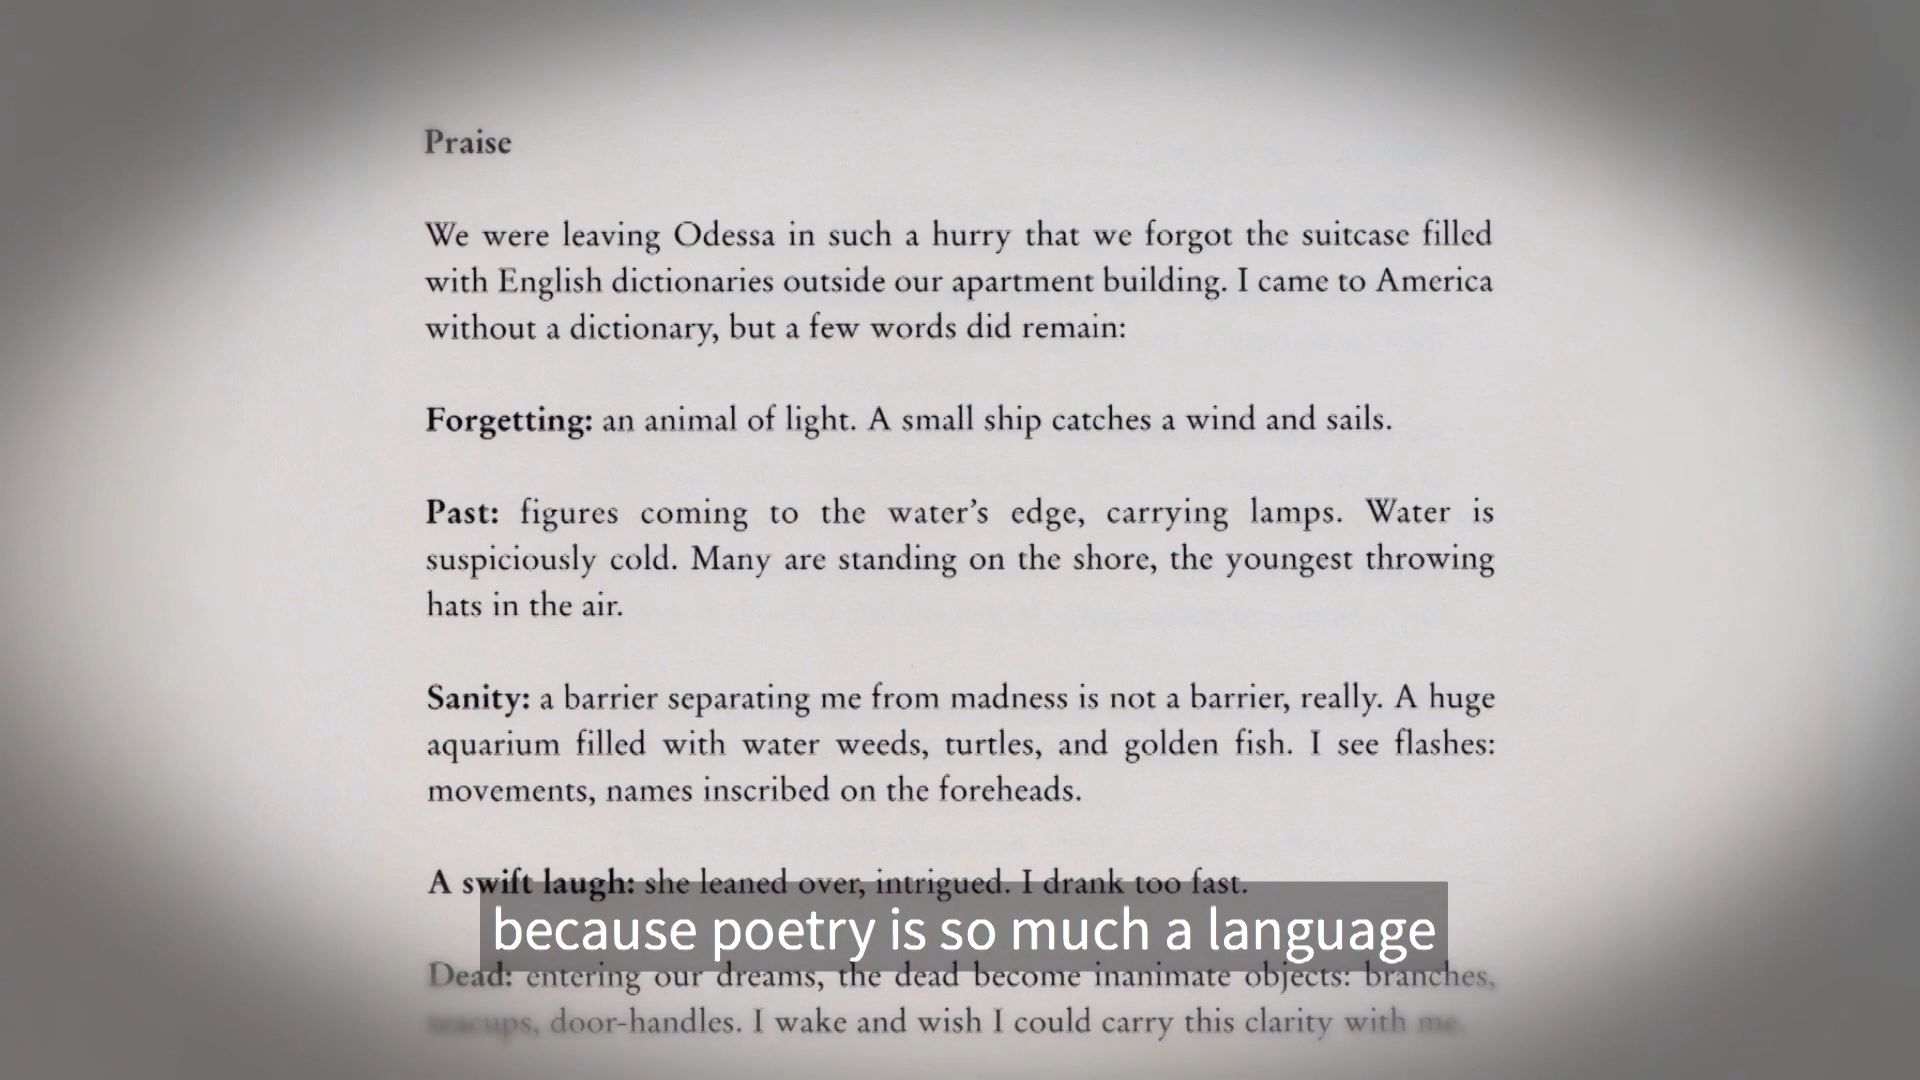 Praise
We were leaving Odessa in such a hurry that we forgot the suitcase filled
with English dictionaries outside our apartment building. I came to America
without a dictionary, but a few words did remain:
Forgetting: an animal of light. A small ship catches a wind and sails.
Past: figures coming to the water’s edge, carrying lamps. Water is
suspiciously cold. Many are standing on the shore, the youngest throwing
hats in the air.
Sanity: a barrier separating me from madness is not a barrier, really. A huge
aquarium filled with water weeds, turtles, and golden fish. I see flashes:
movements, names inscribed on the foreheads.
A swift laugh: she leaned over, intrigued. I drank too fast.
because poetry is so much a language
Dead: entering our dreams, the dead become inanimate objects: branches,
teacups, door-handles. I wake and wish I could carry this clarity with me.